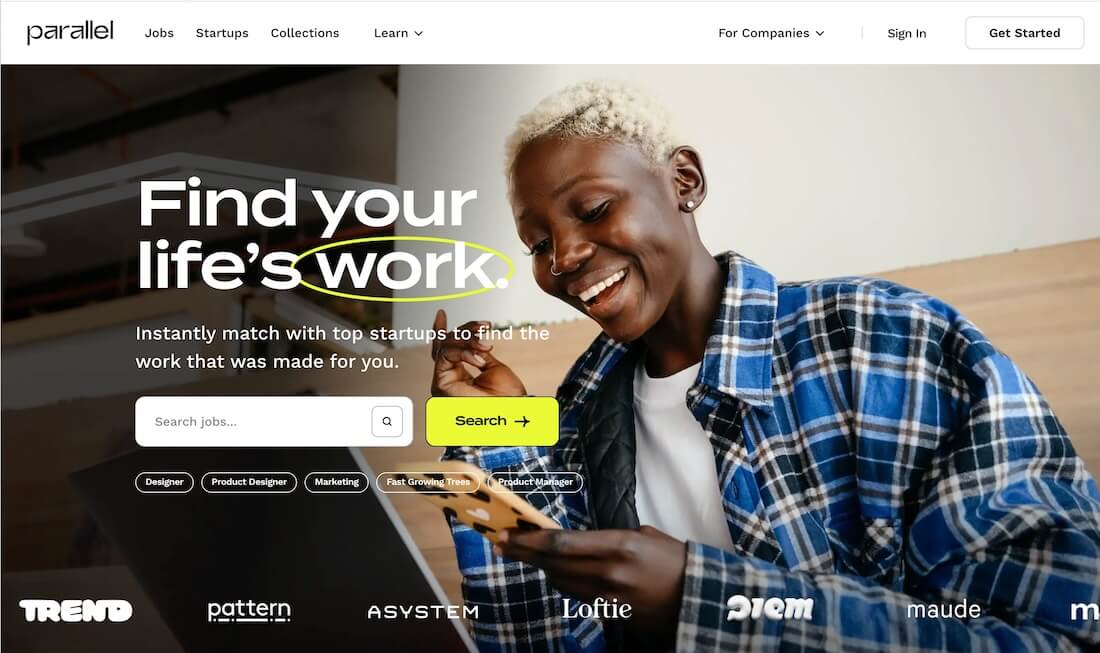 parallel Jobs Startups Collections Learn For Companies Sign In Get Started
Find your
life's work.
Instantly match with top startups to find the
work that was made for you.
Search jobs... Search →
Designer Product Designer Marketing Fast Growing Trees Product Manager
TREND pattern ASYSTEM Loftie diem maude m